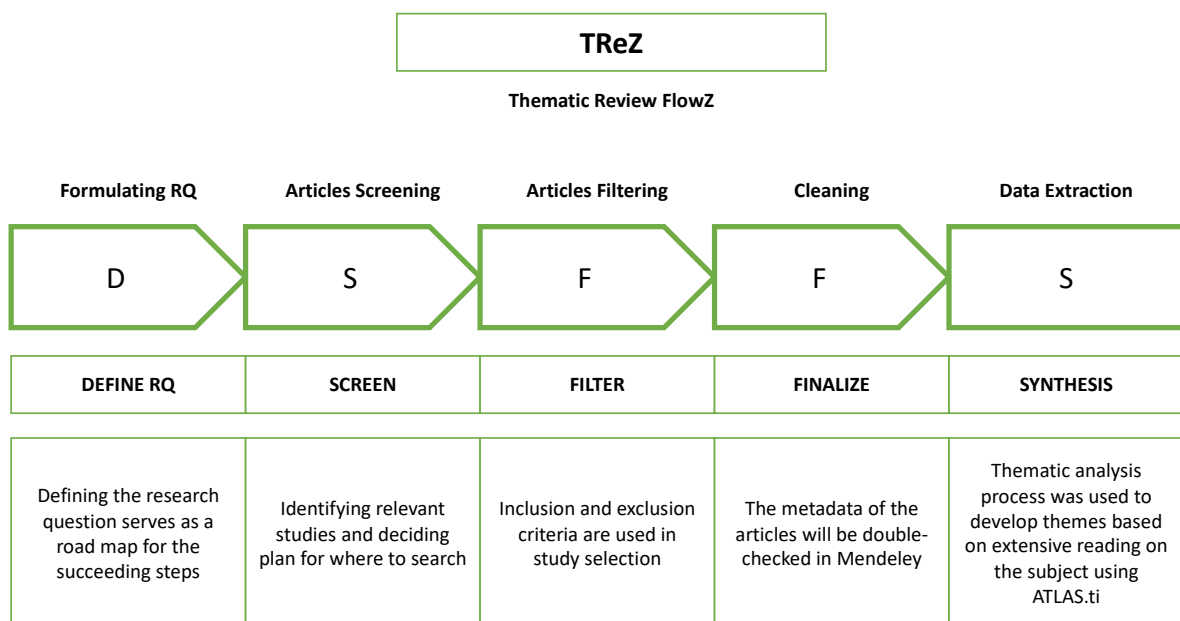 TReZ
Thematic Review FlowZ
Formulating RQ
Articles Screening
Articles Filtering
Cleaning
Data Extraction
D
S
F
F
S
DEFINE RQ
SCREEN
FILTER
FINALIZE
SYNTHESIS
Defining the research
question serves as a
road map for the
succeeding steps
Identifying relevant
studies and deciding
plan for where to search
Inclusion and exclusion
criteria are used in
study selection
The metadata of the
articles will be double-
checked in Mendeley
Thematic analysis
process was used to
develop themes based
on extensive reading on
the subject using
ATLAS.ti